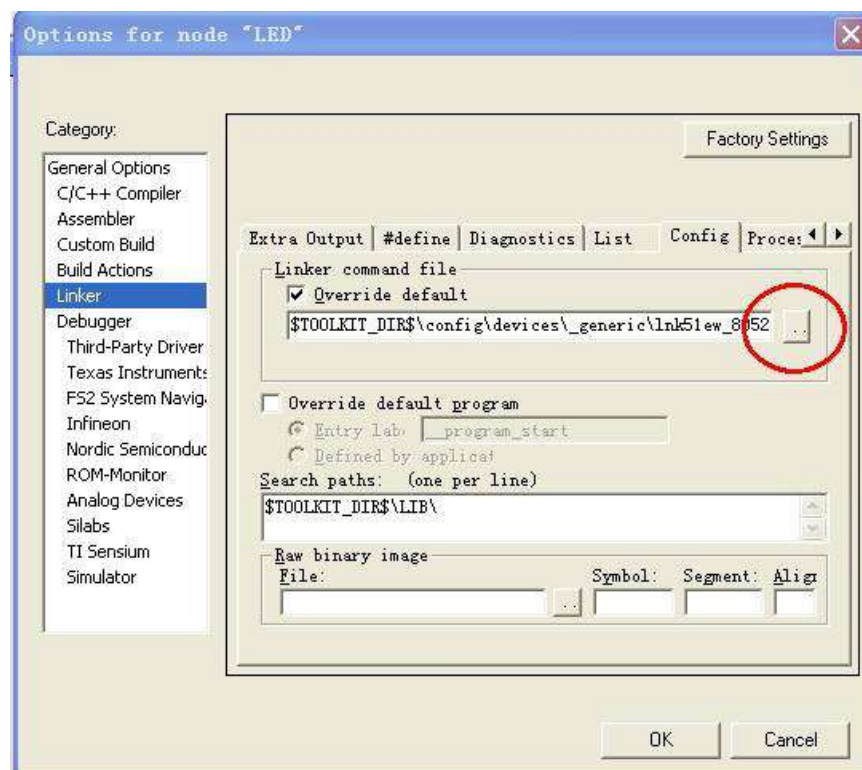 Options for node "LED"
Category:
Factory Settings
General Options
C/C++ Compiler
Assembler
Custom Build
Build Actions
Linker
Debugger
Third-Party Driver
Texas Instruments
FS2 System Navig
Infineon
Nordic Semiconduc
ROM-Monitor
Analog Devices
Silabs
TI Sensium
Simulator
Extra Output #define Diagnostics List Config Proces
Linker command file
Override default
$TOOLKIT_DIR$\config\devices\_generic\lnk51ew_8052
..
Override default program
Entry lab __program_start
Defined by applicat
Search paths: (one per line)
$TOOLKIT_DIR$\LIB\
Raw binary image
File: Symbol: Segment: Align
..
OK Cancel